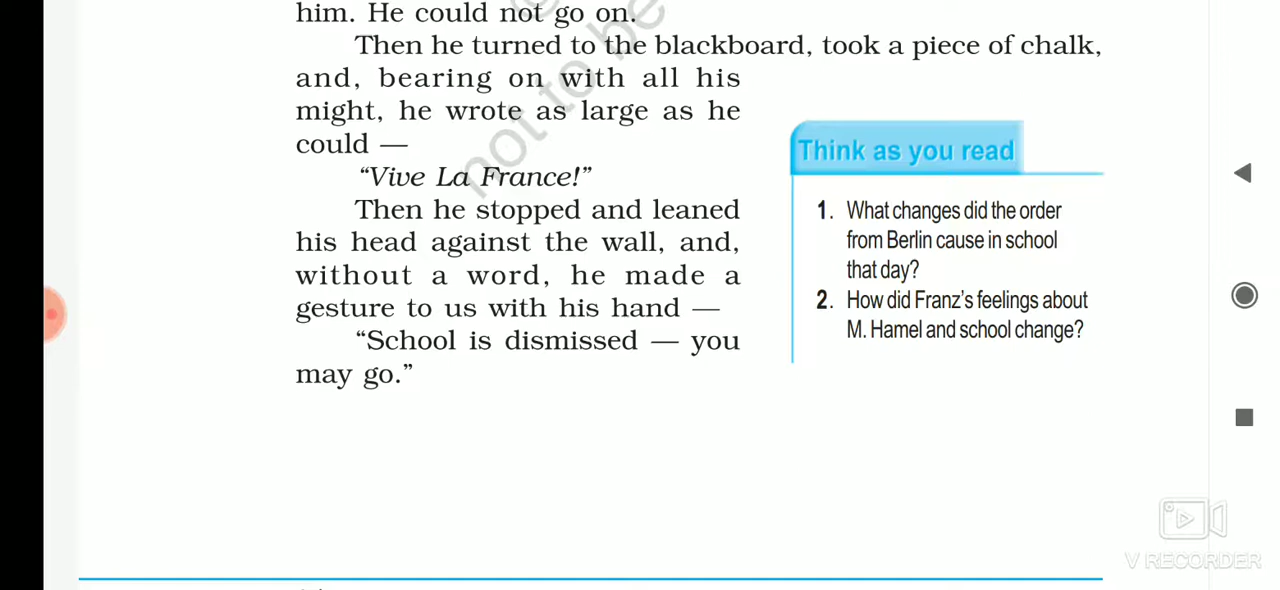 him. He could not go on.
Then he turned to the blackboard, took a piece of chalk,
and, bearing on with all his
might, he wrote as large as he
could —
“Vive La France!”
Then he stopped and leaned
his head against the wall, and,
without a word, he made a
gesture to us with his hand —
“School is dismissed — you
may go.”
Think as you read
1. What changes did the order
from Berlin cause in school
that day?
2. How did Franz's feelings about
M. Hamel and school change?
not to be
V RECORDER